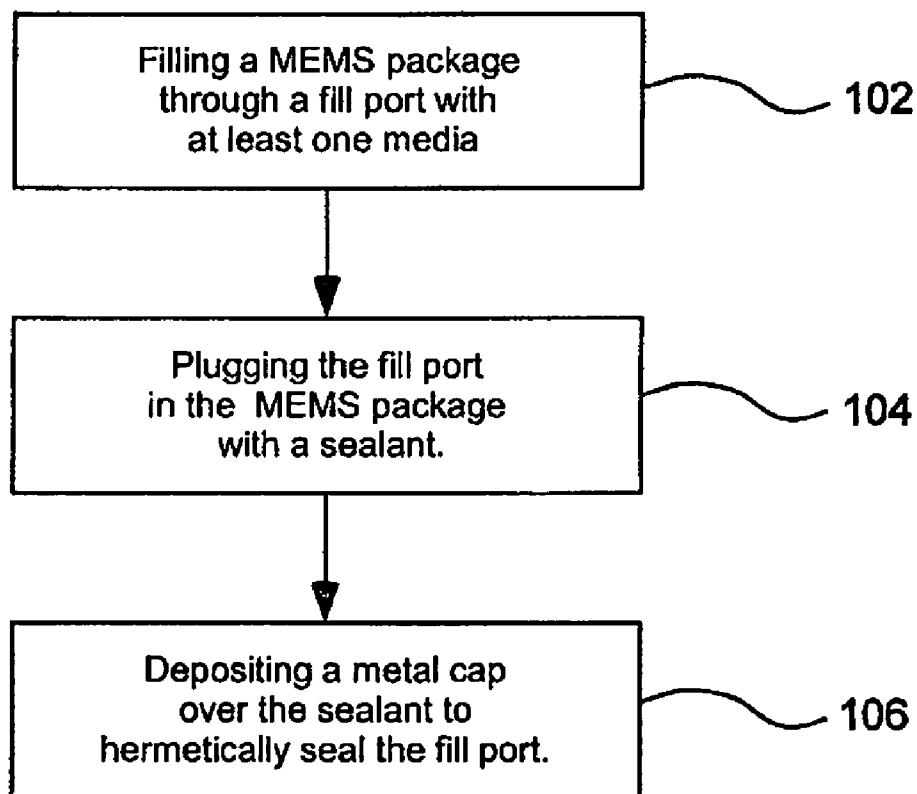 Filling a MEMS package
through a fill port with
at least one media
102
Plugging the fill port
in the MEMS package
with a sealant.
104
Depositing a metal cap
over the sealant to
hermetically seal the fill port.
106